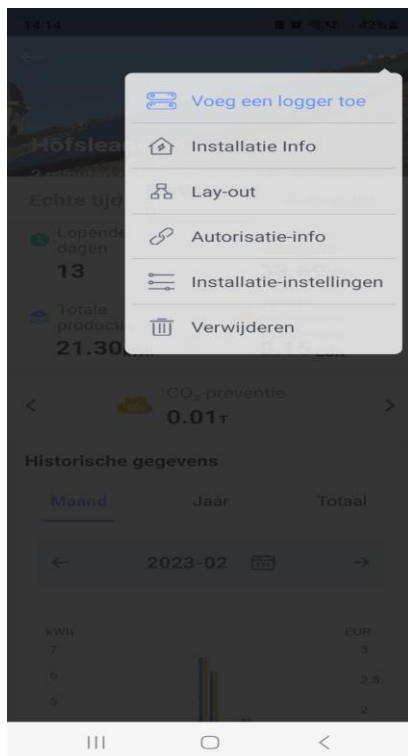 14:14
42%
Voeg een logger toe
Installatie Info
Lay-out
Autorisatie-info
Installatie-instellingen
Verwijderen
Echte tijd
Lopende
dagen
13
Totale
21.30
CO₂-preventie
0.01T
Historische gegevens
Maand Jaar Totaal
2023-02
kWh EUR
7 3
6 2.5
5 2